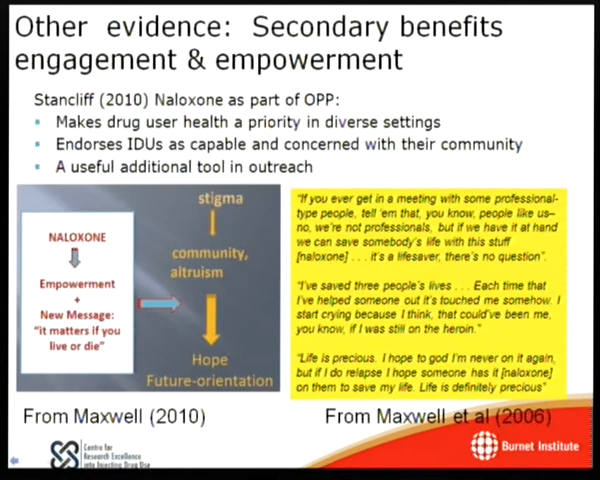 Other evidence: Secondary benefits
engagement & empowerment
Stancliff (2010) Naloxone as part of OPP:
Makes drug user health a priority in diverse settings
Endorses IDUs as capable and concerned with their community
A useful additional tool in outreach
NALOXONE
Empowerment
+
New Message:
"it matters if you
live or die"
stigma
community,
altruism
Hope
Future-orientation
"If you ever get in a meeting with some professional-
type people, tell 'em that, you know, people like us–
no, we're not professionals, but if we have it at hand
we can save somebody's life with this stuff
[naloxone] . . . it's a lifesaver, there's no question".
"I've saved three people's lives . . . Each time that
I've helped someone out it's touched me somehow. I
start crying because I think, that could've been me,
you know, if I was still on the heroin."
"Life is precious. I hope to god I'm never on it again,
but if I do relapse I hope someone has it [naloxone]
on them to save my life. Life is definitely precious"
From Maxwell (2010)
From Maxwell et al (2006)
Centre for
Research Excellence
into Injecting Drug Use
Burnet Institute